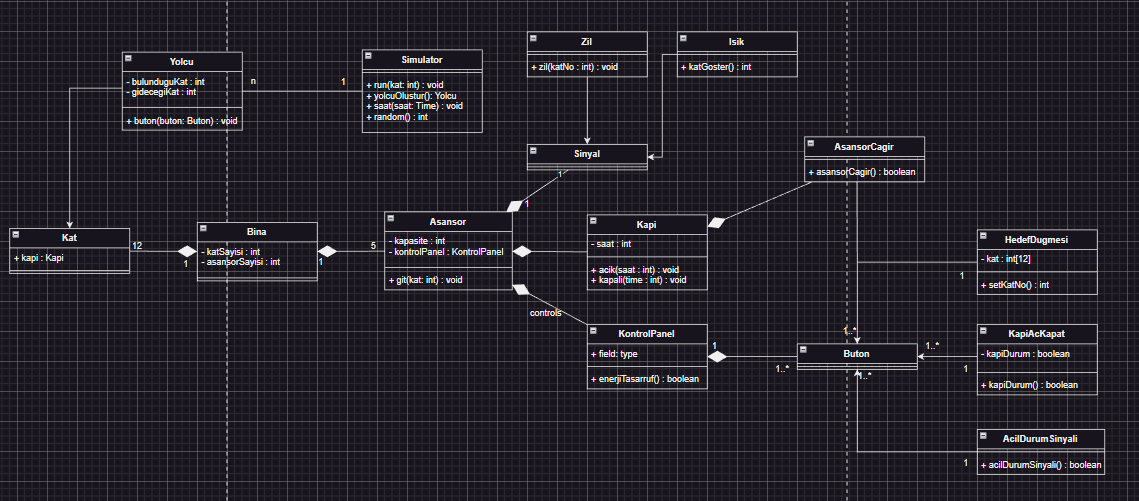 Zil
+ zil(katNo : int) : void
Isik
+ katGoster() : int
Yolcu
- bulunduguKat : int
- gidecegiKat : int
+ buton(buton: Buton) : void
n
1
Simulator
+ run(kat: int) : void
+ yolcuOlustur(): Yolcu
+ saat(saat: Time) : void
+ random() : int
Sinyal
1
1
AsansorCagir
+ asansorCagir() : boolean
Kat
+ kapi : Kapi
12
1
Bina
- katSayisi : int
- asansorSayisi : int
1
5
Asansor
- kapasite : int
- kontrolPanel : KontrolPanel
+ git(kat: int) : void
Kapi
- saat : int
+ acik(saat : int) : void
+ kapali(time : int) : void
HedefDugmesi
- kat : int[12]
+ setKatNo() : int
1
controls
KontrolPanel
+ field: type
+ enerjiTasarruf() : boolean
1
1..*
1..*
Buton
1..*
1..*
KapiAcKapat
- kapiDurum : boolean
+ kapiDurum() : boolean
1
AcilDurumSinyali
+ acilDurumSinyali() : boolean
1